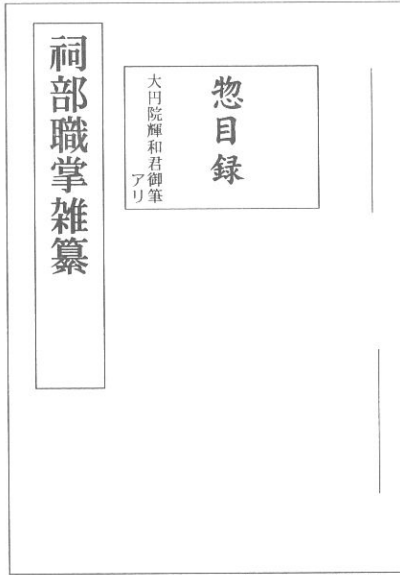 惣目録
大円院輝和君御筆
アリ
祠部職掌雑纂